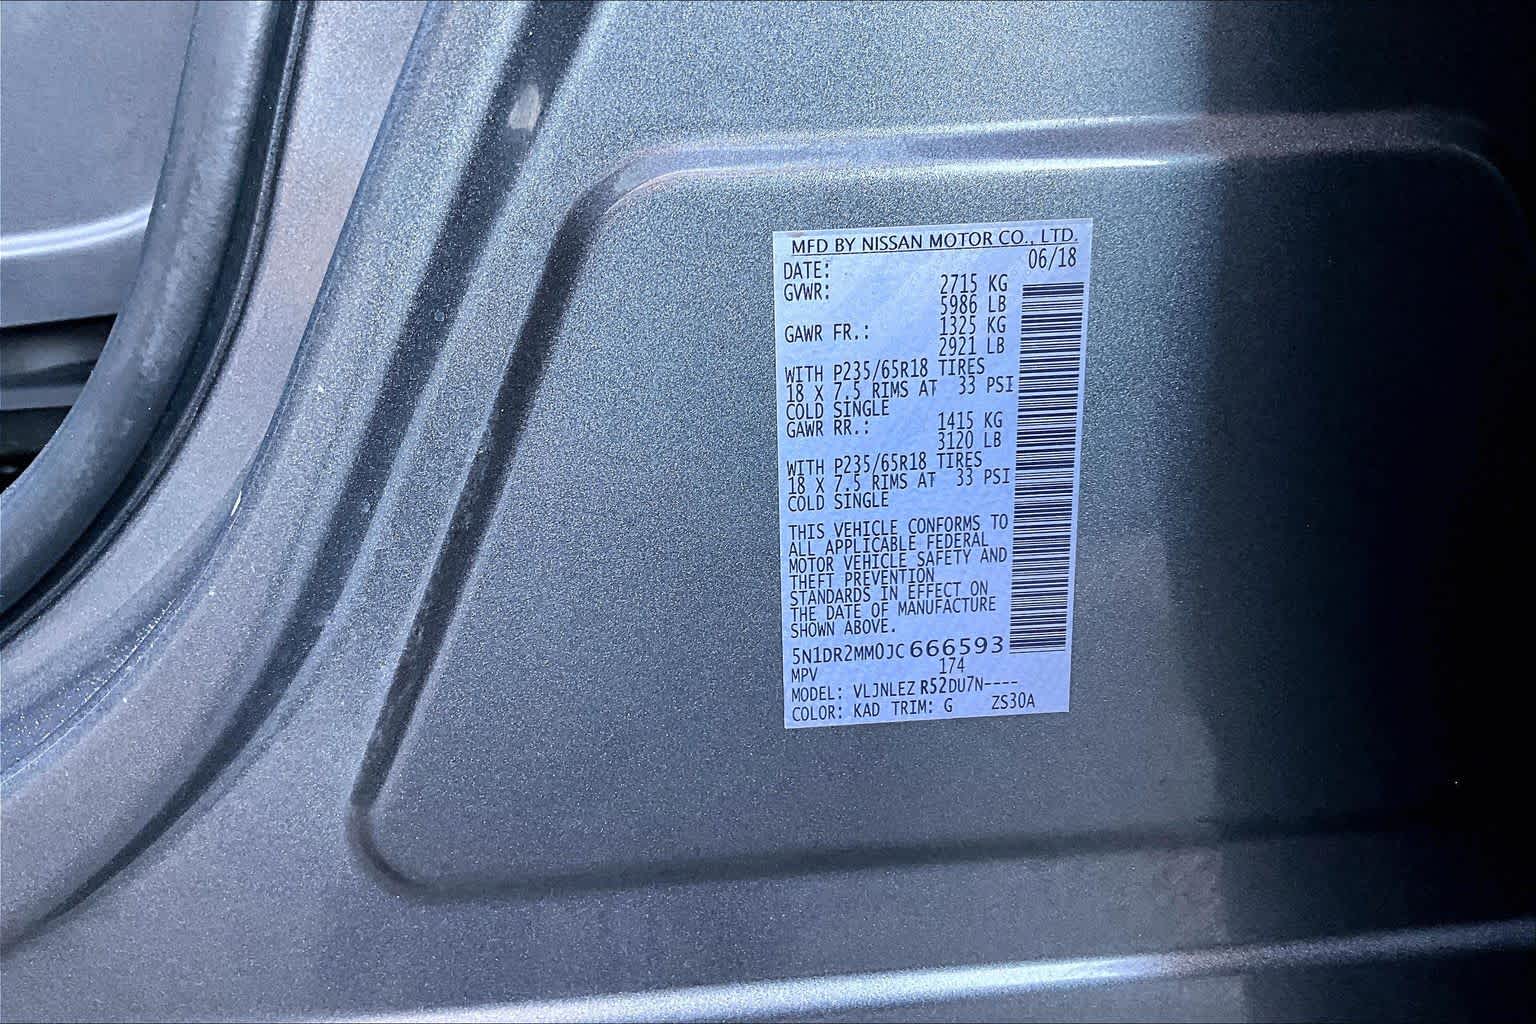 MFD BY NISSAN MOTOR CO., LTD.
DATE: 06/18
GVWR: 2715 KG
5986 LB
GAWR FR.: 1325 KG
2921 LB
WITH P235/65R18 TIRES
18 X 7.5 RIMS AT 33 PSI
COLD SINGLE
GAWR RR.: 1415 KG
3120 LB
WITH P235/65R18 TIRES
18 X 7.5 RIMS AT 33 PSI
COLD SINGLE
THIS VEHICLE CONFORMS TO
ALL APPLICABLE FEDERAL
MOTOR VEHICLE SAFETY AND
THEFT PREVENTION
STANDARDS IN EFFECT ON
THE DATE OF MANUFACTURE
SHOWN ABOVE.
5N1DR2MM0JC666593
MPV 174
MODEL: VLJNLEZ R52DU7N----
COLOR: KAD TRIM: G ZS30A